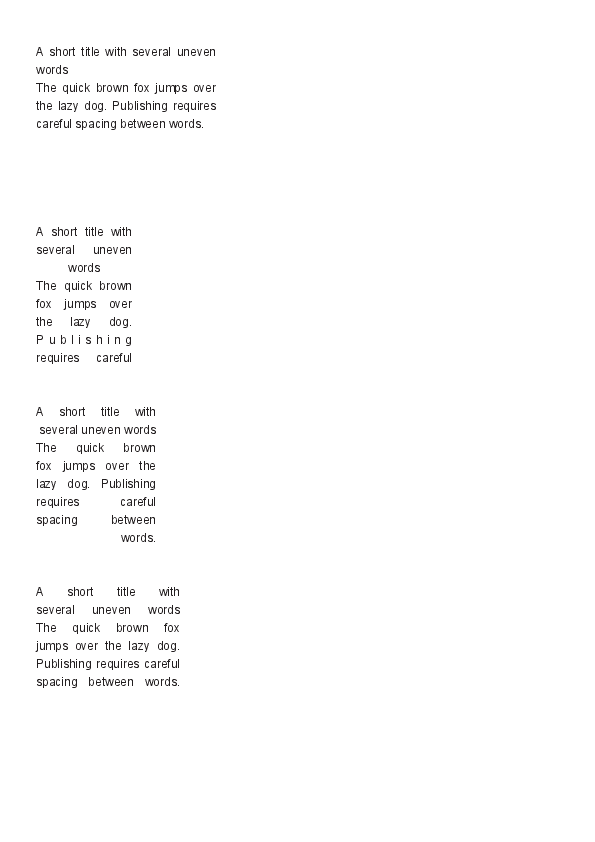 A short title with several uneven
words
The quick brown fox jumps over
the lazy dog. Publishing requires
careful spacing between words.
A short title with
several uneven
words
The quick brown
fox jumps over
the lazy dog.
Publishing
requires careful
A short title with
several uneven words
The quick brown
fox jumps over the
lazy dog. Publishing
requires careful
spacing between
words.
A short title with
several uneven words
The quick brown fox
jumps over the lazy dog.
Publishing requires careful
spacing between words.